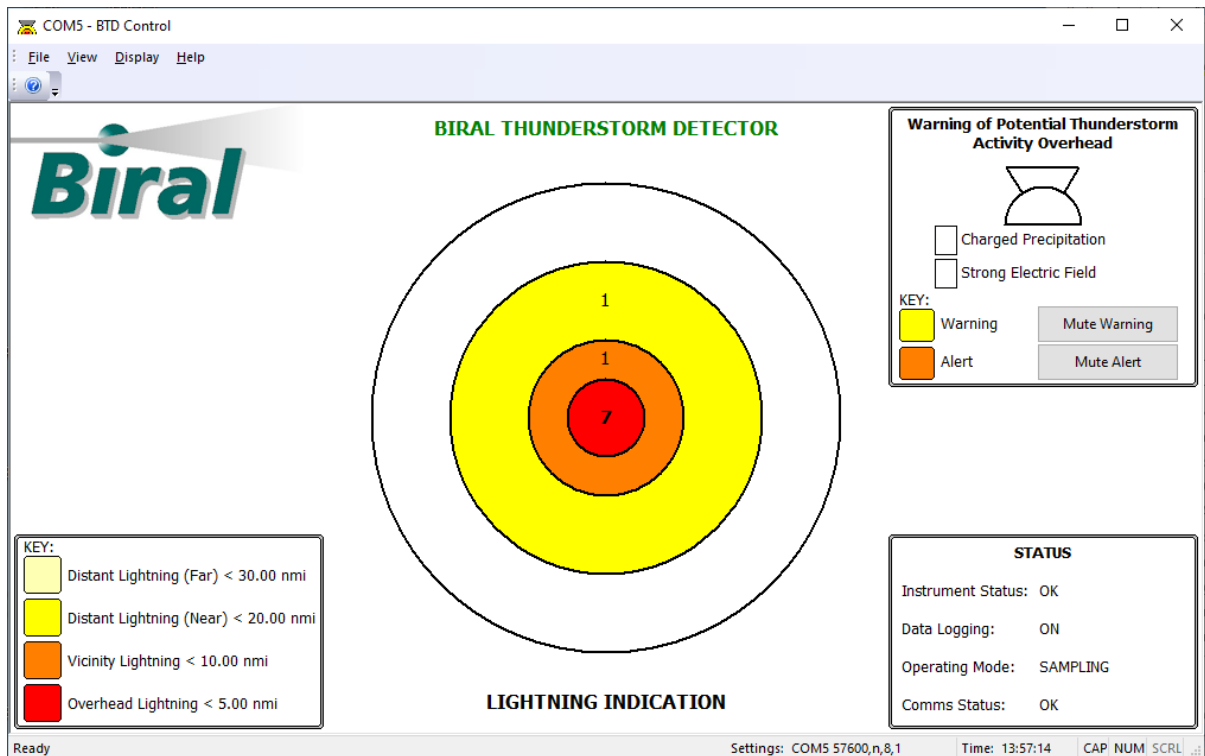 COM5 - BTD Control
File View Display Help
Biral
BIRAL THUNDERSTORM DETECTOR
1
1
7
LIGHTNING INDICATION
Warning of Potential Thunderstorm
Activity Overhead
Charged Precipitation
Strong Electric Field
KEY:
Warning Mute Warning
Alert Mute Alert
KEY:
Distant Lightning (Far) < 30.00 nmi
Distant Lightning (Near) < 20.00 nmi
Vicinity Lightning < 10.00 nmi
Overhead Lightning < 5.00 nmi
STATUS
Instrument Status: OK
Data Logging: ON
Operating Mode: SAMPLING
Comms Status: OK
Ready Settings: COM5 57600,n,8,1 Time: 13:57:14 CAP NUM SCRL